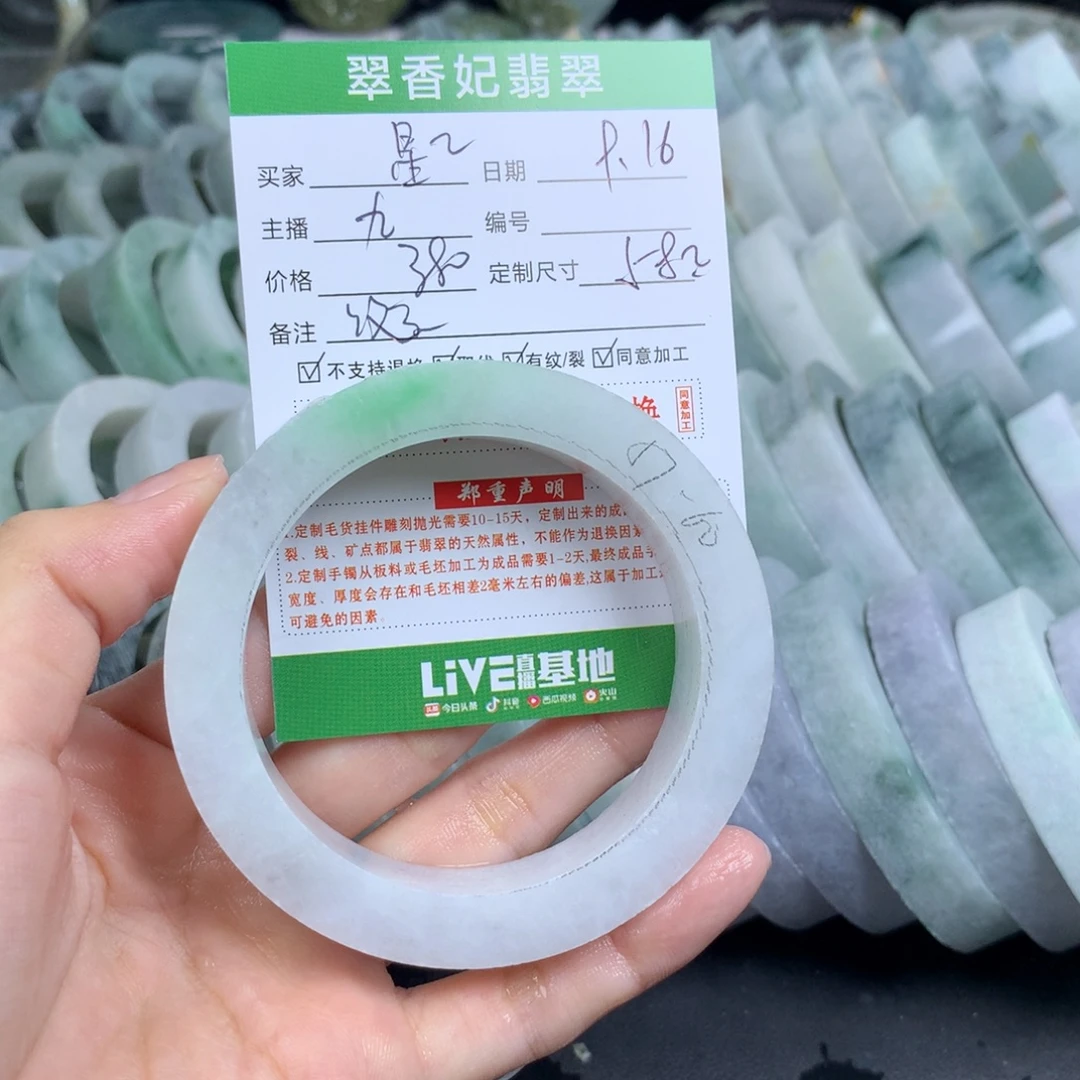 翠香妃翡翠
买家 星2 日期 8.16
主播 九 编号
价格 380 定制尺寸 582
备注
不支持退换 有纹/裂 同意加工
换 同意加工
郑重声明
1.定制毛货挂件雕刻抛光需要10-15天，定制出来的成
裂、线、矿点都属于翡翠的天然属性，不能作为退换因素
2.定制手镯从板料或毛坯加工为成品需要1-2天,最终成品
宽度、厚度会存在和毛坯相差2毫米左右的偏差,这属于加工
可避免的因素
LiVE直播基地
今日头条 抖音 西瓜视频 火山